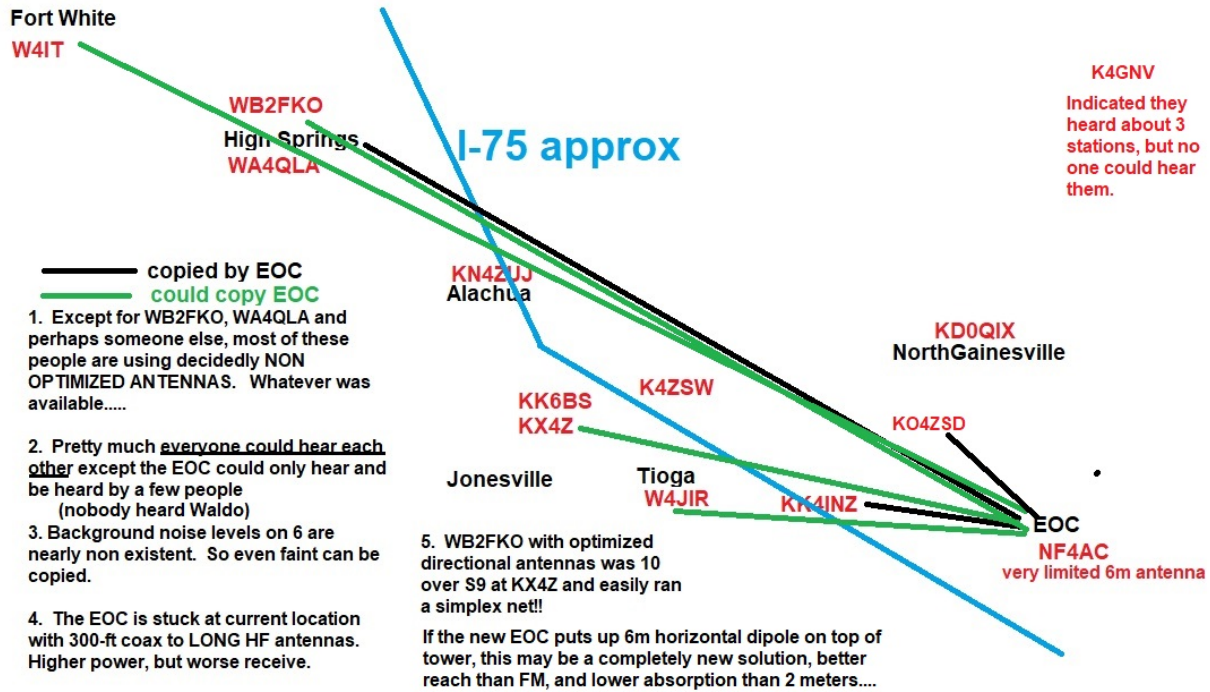 Fort White
W4IT
K4GNV
Indicated they
heard about 3
stations, but no
one could hear
them.
WB2FKO
High Springs
WA4QLA
I-75 approx
copied by EOC
could copy EOC
KN4ZUJ
Alachua
1. Except for WB2FKO, WA4QLA and
perhaps someone else, most of these
people are using decidedly NON
OPTIMIZED ANTENNAS. Whatever was
available.....
KD0QIX
NorthGainesville
K4ZSW
KK6BS
KX4Z
KO4ZSD
2. Pretty much everyone could hear each
other except the EOC could only hear and
be heard by a few people
(nobody heard Waldo)
Jonesville
Tioga
W4JIR
KK4INZ
EOC
NF4AC
very limited 6m antenna
3. Background noise levels on 6 are
nearly non existent. So even faint can be
copied.
4. The EOC is stuck at current location
with 300-ft coax to LONG HF antennas.
Higher power, but worse receive.
5. WB2FKO with optimized
directional antennas was 10
over S9 at KX4Z and easily ran
a simplex net!!
If the new EOC puts up 6m horizontal dipole on top of
tower, this may be a completely new solution, better
reach than FM, and lower absorption than 2 meters....